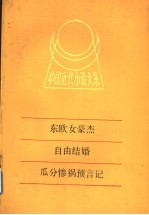 中国近代小说大系
东欧女豪杰
自由结婚
瓜分惨祸预言记